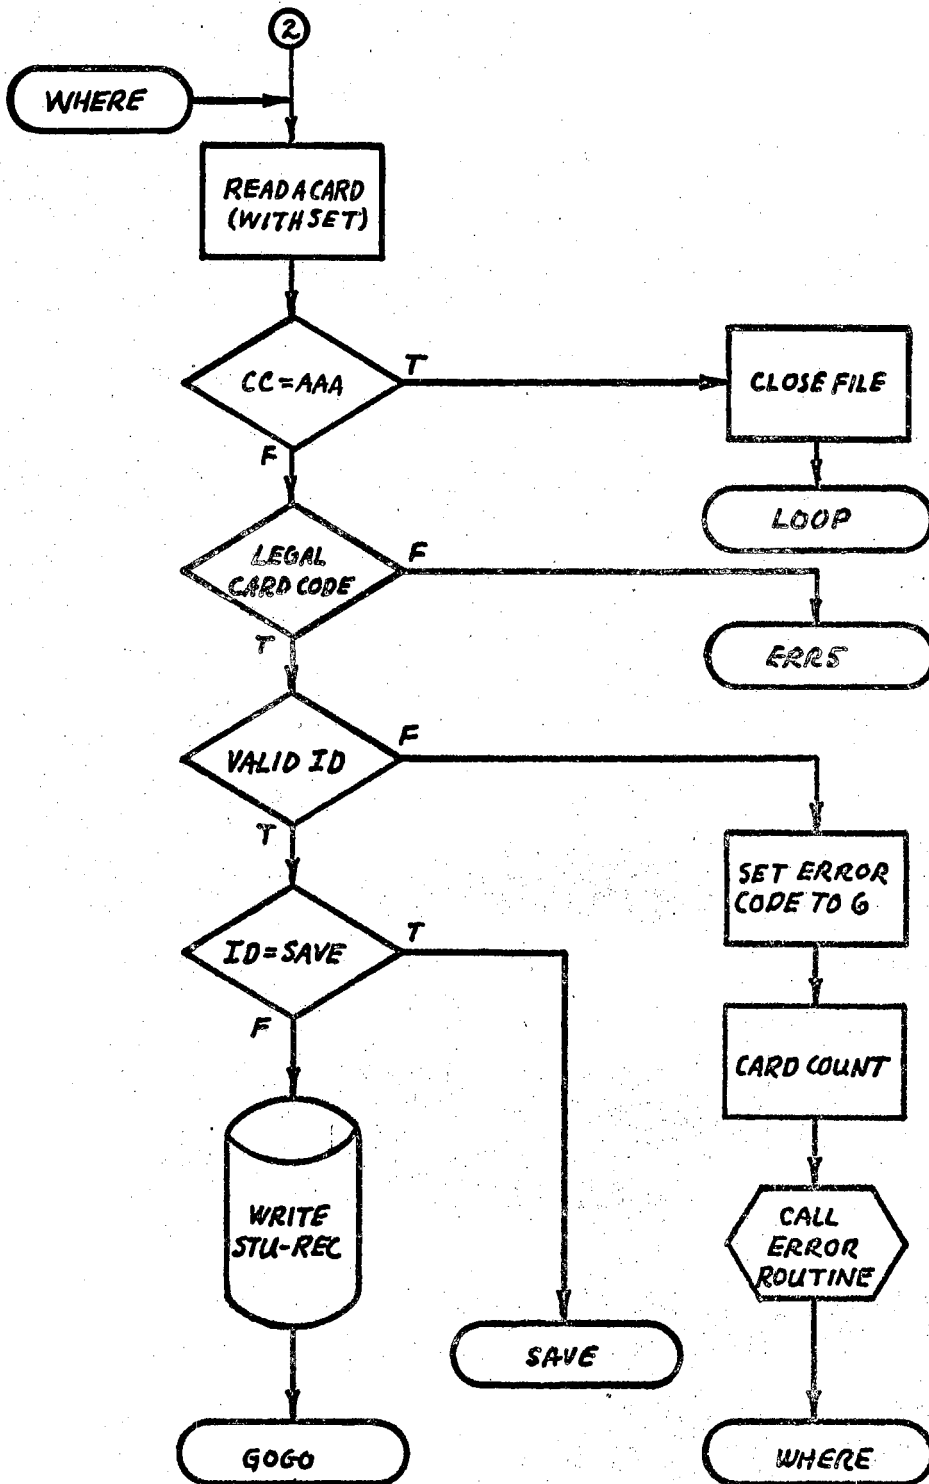 2
WHERE
READ A CARD
(WITH SET)
CC=AAA
T
CLOSE FILE
F
LOOP
LEGAL
CARD CODE
F
T
ERR5
VALID ID
F
T
SET ERROR
CODE TO 6
ID=SAVE
T
F
CARD COUNT
WRITE
STU-REC
CALL
ERROR
ROUTINE
SAVE
GOGO
WHERE